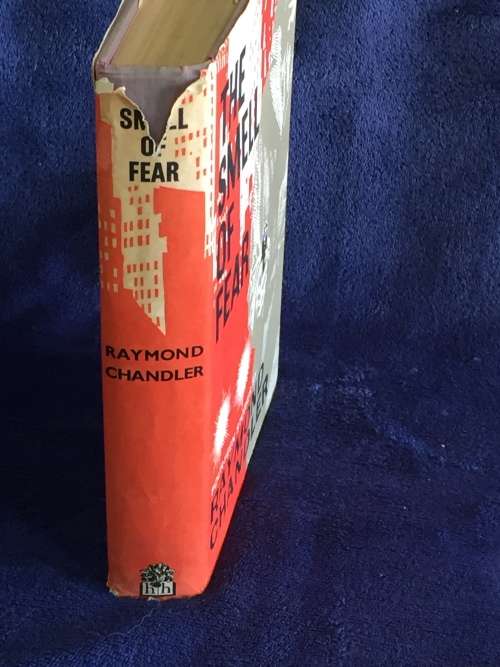 SMELL
OF
FEAR
RAYMOND
CHANDLER
hh
THE
SMELL
OF
FEAR
RAYMOND
CHANDLER